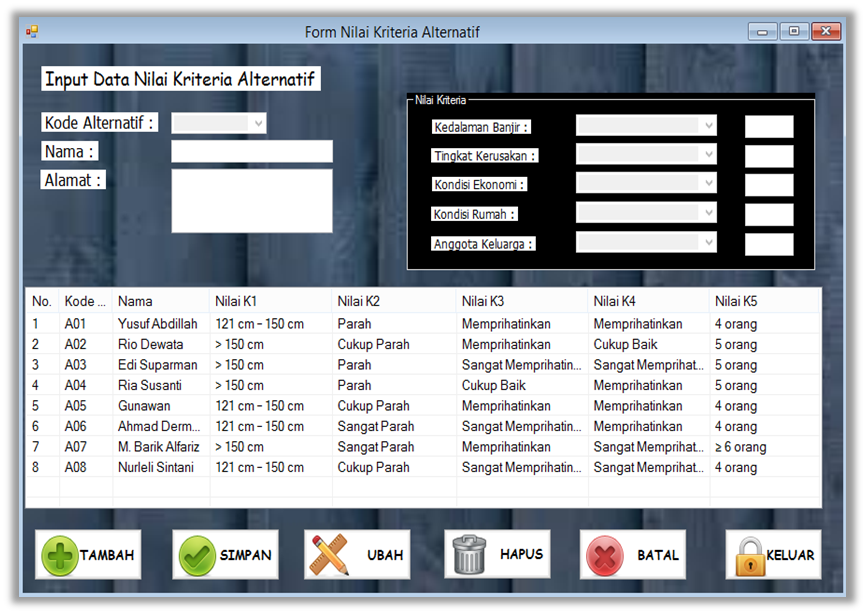 Form Nilai Kriteria Alternatif
Input Data Nilai Kriteria Alternatif
Kode Alternatif :
Nama :
Alamat :
Nilai Kriteria
Kedalaman Banjir :
Tingkat Kerusakan :
Kondisi Ekonomi :
Kondisi Rumah :
Anggota Keluarga :
No. Kode ... Nama Nilai K1 Nilai K2 Nilai K3 Nilai K4 Nilai K5
1 A01 Yusuf Abdillah 121 cm – 150 cm Parah Memprihatinkan Memprihatinkan 4 orang
2 A02 Rio Dewata > 150 cm Cukup Parah Memprihatinkan Cukup Baik 5 orang
3 A03 Edi Suparman > 150 cm Parah Sangat Memprihatin... Sangat Memprihat... 5 orang
4 A04 Ria Susanti > 150 cm Parah Cukup Baik Memprihatinkan 5 orang
5 A05 Gunawan 121 cm – 150 cm Cukup Parah Memprihatinkan Memprihatinkan 4 orang
6 A06 Ahmad Derm... 121 cm – 150 cm Sangat Parah Sangat Memprihatin... Memprihatinkan 4 orang
7 A07 M. Barik Alfariz > 150 cm Sangat Parah Memprihatinkan Sangat Memprihat... ≥ 6 orang
8 A08 Nurleli Sintani 121 cm – 150 cm Cukup Parah Sangat Memprihatin... Sangat Memprihat... 4 orang
TAMBAH SIMPAN UBAH HAPUS BATAL KELUAR